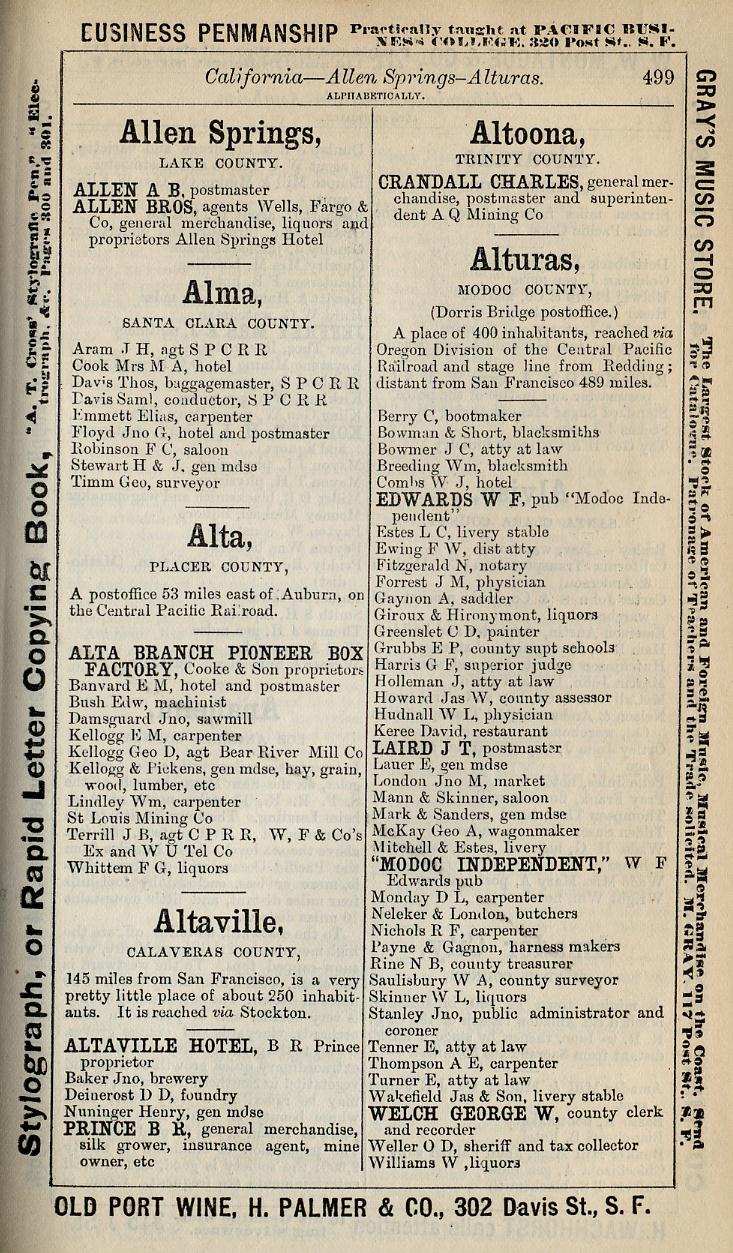 BUSINESS PENMANSHIP Practically taught at PACIFIC BUSI-
NESS COLLEGE, 320 Post St., S. F.
California—Allen Springs–Alturas. 499
ALPHABETICALLY.
Allen Springs,
LAKE COUNTY.
ALLEN A B, postmaster
ALLEN BROS, agents Wells, Fargo &
Co, general merchandise, liquors and
proprietors Allen Springs Hotel
Alma,
SANTA CLARA COUNTY.
Aram J H, agt S P C R R
Cook Mrs M A, hotel
Davis Thos, baggagemaster, S P C R R
Davis Saml, conductor, S P C R R
Emmett Elias, carpenter
Floyd Jno G, hotel and postmaster
Robinson F C, saloon
Stewart H & J, gen mdse
Timm Geo, surveyor
Alta,
PLACER COUNTY,
A postoffice 53 miles east of Auburn, on
the Central Pacific Railroad.
ALTA BRANCH PIONEER BOX
FACTORY, Cooke & Son proprietors
Banvard E M, hotel and postmaster
Bush Edw, machinist
Damsguard Jno, sawmill
Kellogg E M, carpenter
Kellogg Geo D, agt Bear River Mill Co
Kellogg & Pickens, gen mdse, hay, grain,
wood, lumber, etc
Lindley Wm, carpenter
St Louis Mining Co
Terrill J B, agt C P R R, W, F & Co's
Ex and W U Tel Co
Whittem F G, liquors
Altaville,
CALAVERAS COUNTY,
145 miles from San Francisco, is a very
pretty little place of about 250 inhabit-
ants. It is reached via Stockton.
ALTAVILLE HOTEL, B R Prince
proprietor
Baker Jno, brewery
Deinerost D D, foundry
Nuninger Henry, gen mdse
PRINCE B R, general merchandise,
silk grower, insurance agent, mine
owner, etc
Altoona,
TRINITY COUNTY.
CRANDALL CHARLES, general mer-
chandise, postmaster and superinten-
dent A Q Mining Co
Alturas,
MODOC COUNTY,
(Dorris Bridge postoffice.)
A place of 400 inhabitants, reached via
Oregon Division of the Central Pacific
Railroad and stage line from Redding;
distant from San Francisco 489 miles.
Berry C, bootmaker
Bowman & Short, blacksmiths
Bowmer J C, atty at law
Breeding Wm, blacksmith
Combs W J, hotel
EDWARDS W F, pub "Modoc Inde-
pendent"
Estes L C, livery stable
Ewing F W, dist atty
Fitzgerald N, notary
Forrest J M, physician
Gaynon A, saddler
Giroux & Hironymont, liquors
Greenslet C D, painter
Grubbs E P, county supt schools
Harris G F, superior judge
Holleman J, atty at law
Howard Jas W, county assessor
Hudnall W L, physician
Keree David, restaurant
LAIRD J T, postmaster
Lauer E, gen mdse
London Jno M, market
Mann & Skinner, saloon
Mark & Sanders, gen mdse
McKay Geo A, wagonmaker
Mitchell & Estes, livery
"MODOC INDEPENDENT," W F
Edwards pub
Monday D L, carpenter
Neleker & London, butchers
Nichols R F, carpenter
Payne & Gagnon, harness makers
Rine N B, county treasurer
Saulisbury W A, county surveyor
Skinner W L, liquors
Stanley Jno, public administrator and
coroner
Tenner E, atty at law
Thompson A E, carpenter
Turner E, atty at law
Wakefield Jas & Son, livery stable
WELCH GEORGE W, county clerk
and recorder
Weller O D, sheriff and tax collector
Williams W ,liquors
Stylograph, or Rapid Letter Copying Book, "A. T. Cross' Stylografic Pen," "Elec-
trograph, &c. Pages 300 and 301.
GRAY'S MUSIC STORE. The Largest Stock of American and Foreign Music, Musical Merchandise on the Coast. Send
for Catalogue. Patronage of Teachers and the Trade solicited. M. GRAY, 117 Post St., S. F.
OLD PORT WINE, H. PALMER & CO., 302 Davis St., S. F.